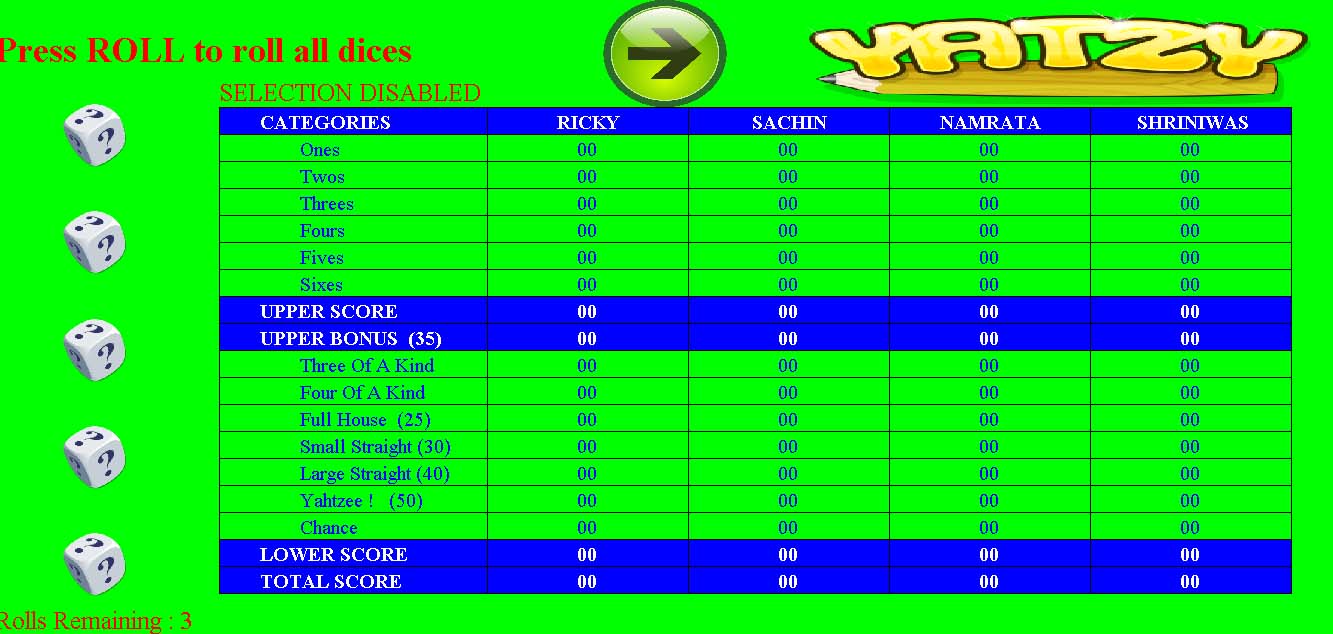 Press ROLL to roll all dices
YATZY
SELECTION DISABLED
CATEGORIES RICKY SACHIN NAMRATA SHRINIWAS
Ones 00 00 00 00
Twos 00 00 00 00
Threes 00 00 00 00
Fours 00 00 00 00
Fives 00 00 00 00
Sixes 00 00 00 00
UPPER SCORE 00 00 00 00
UPPER BONUS (35) 00 00 00 00
Three Of A Kind 00 00 00 00
Four Of A Kind 00 00 00 00
Full House (25) 00 00 00 00
Small Straight (30) 00 00 00 00
Large Straight (40) 00 00 00 00
Yahtzee ! (50) 00 00 00 00
Chance 00 00 00 00
LOWER SCORE 00 00 00 00
TOTAL SCORE 00 00 00 00
? ? ?
? ? ?
? ? ?
? ? ?
? ? ?
Rolls Remaining : 3